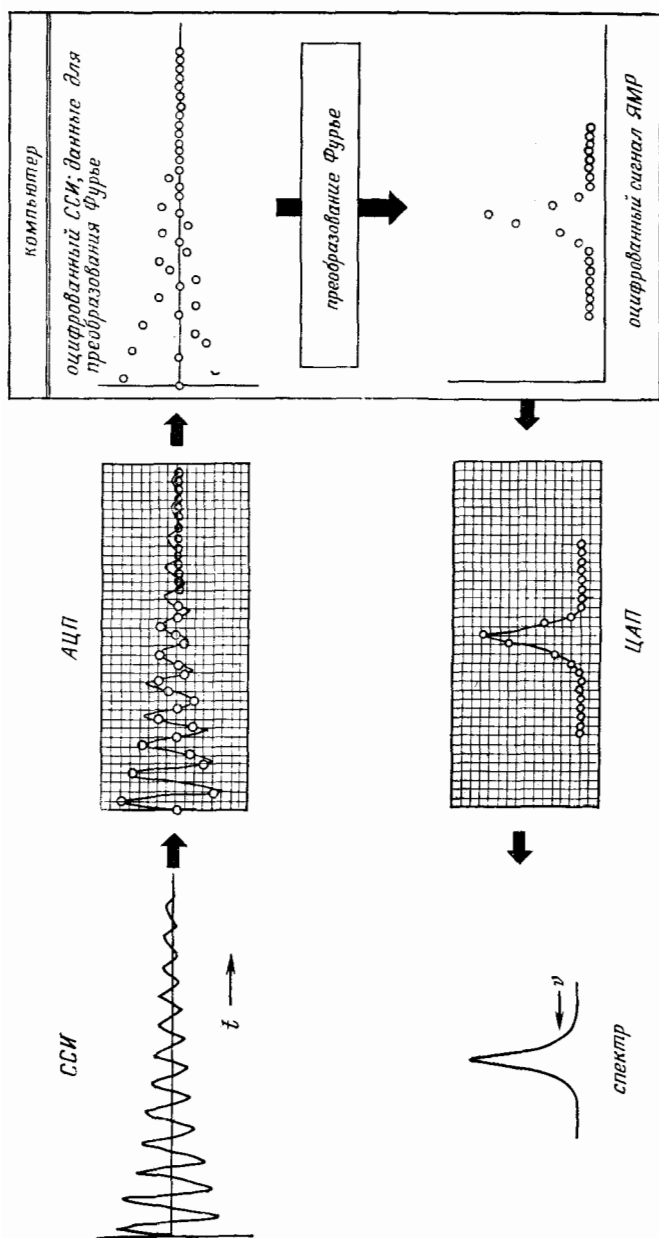 ССИ
t
АЦП
компьютер
оцифрованный ССИ; данные для
преобразования Фурье
преобразование Фурье
оцифрованный сигнал ЯМР
ЦАП
ν
спектр